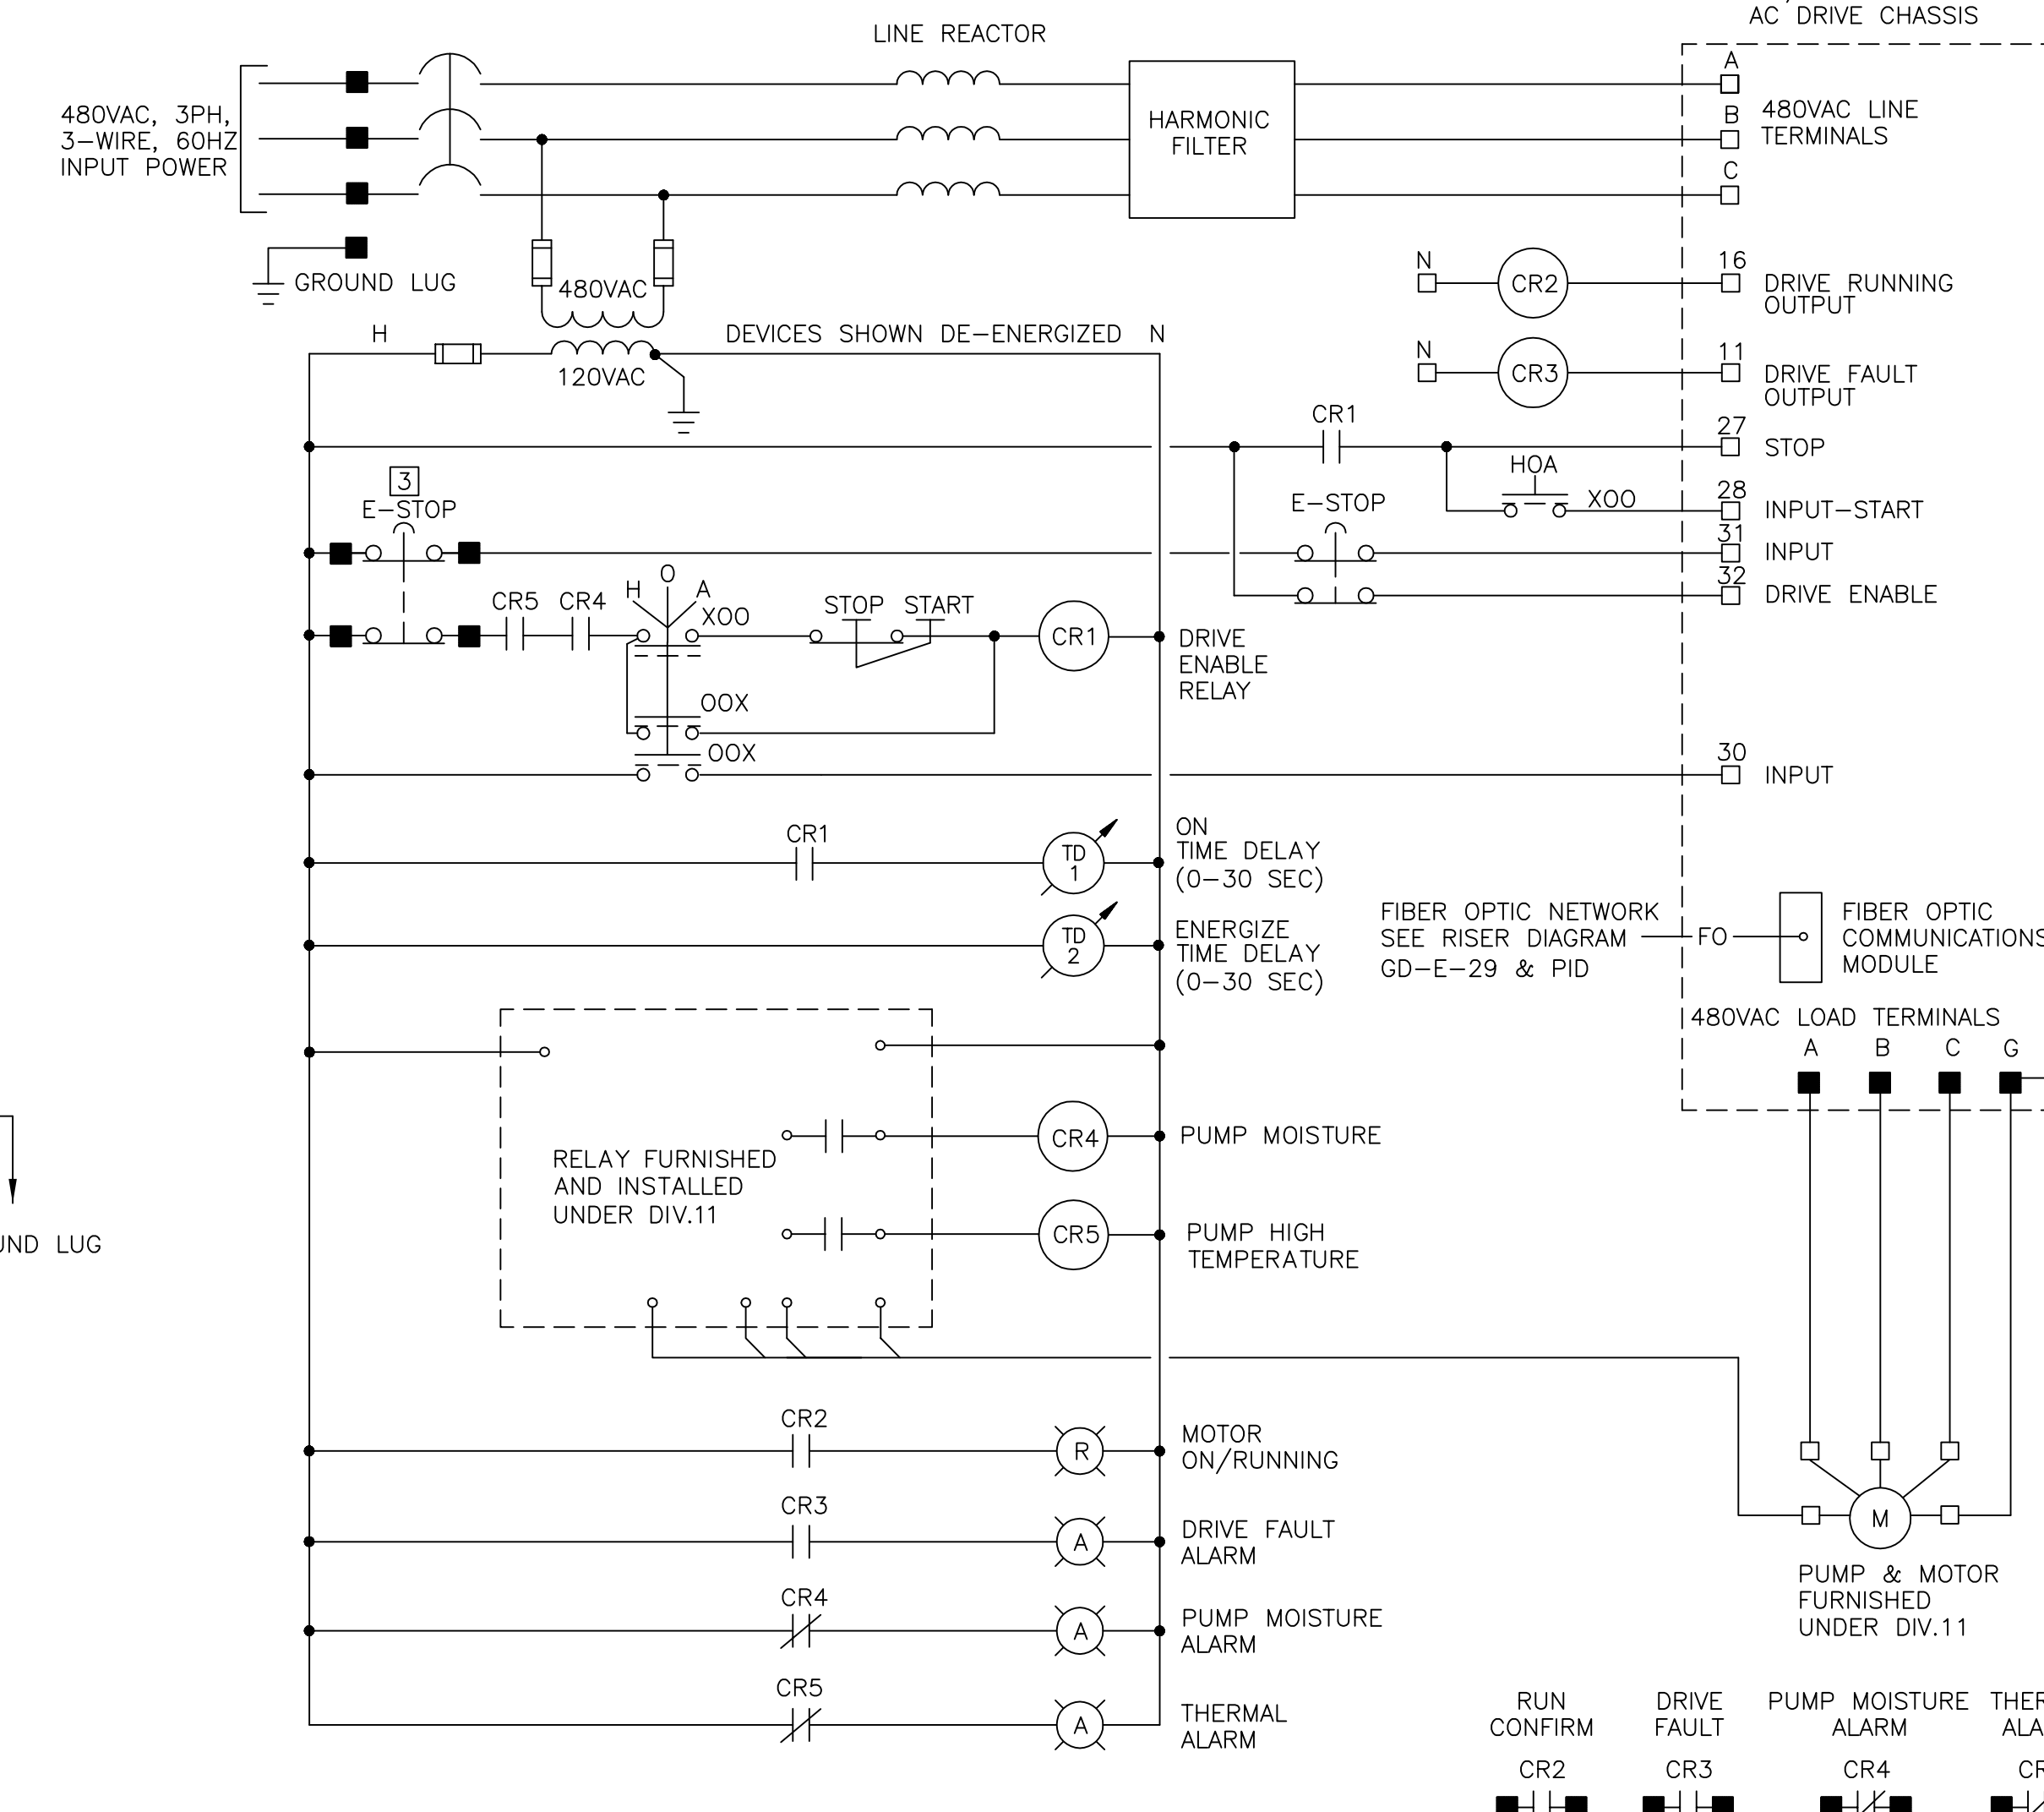 AC DRIVE CHASSIS
LINE REACTOR
480VAC, 3PH,
3-WIRE, 60HZ
INPUT POWER
HARMONIC
FILTER
A
B
C
480VAC LINE
TERMINALS
GROUND LUG
480VAC
N
CR2
16
DRIVE RUNNING
OUTPUT
H
DEVICES SHOWN DE-ENERGIZED
N
120VAC
N
CR3
11
DRIVE FAULT
OUTPUT
CR1
27
STOP
3
E-STOP
HOA
XOO
28
INPUT-START
E-STOP
31
INPUT
32
DRIVE ENABLE
CR5
CR4
H
O
A
XOO
STOP
START
CR1
DRIVE
ENABLE
RELAY
OOX
OOX
30
INPUT
CR1
TD
1
ON
TIME DELAY
(0-30 SEC)
TD
2
ENERGIZE
TIME DELAY
(0-30 SEC)
FIBER OPTIC NETWORK
SEE RISER DIAGRAM
GD-E-29 & PID
FO
FIBER OPTIC
COMMUNICATIONS
MODULE
480VAC LOAD TERMINALS
A
B
C
G
RELAY FURNISHED
AND INSTALLED
UNDER DIV.11
CR4
PUMP MOISTURE
CR5
PUMP HIGH
TEMPERATURE
UND LUG
CR2
R
MOTOR
ON/RUNNING
CR3
A
DRIVE FAULT
ALARM
CR4
A
PUMP MOISTURE
ALARM
CR5
A
THERMAL
ALARM
M
PUMP & MOTOR
FURNISHED
UNDER DIV.11
RUN
CONFIRM
CR2
DRIVE
FAULT
CR3
PUMP MOISTURE
ALARM
CR4
THER
ALA
CR